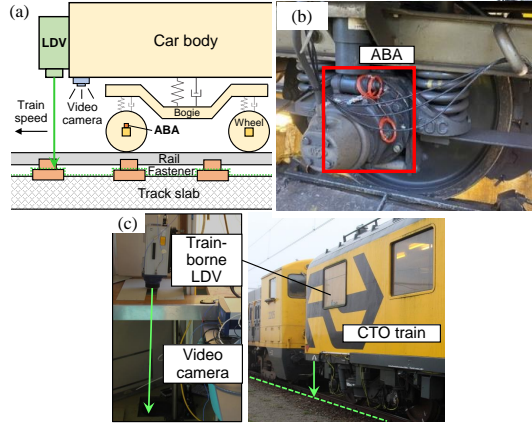 (a)
LDV
Car body
Train
speed
Video
camera
ABA
Bogie
Wheel
Rail
Fastener
Track slab
(b)
ABA
(c)
Train-
borne
LDV
CTO train
Video
camera